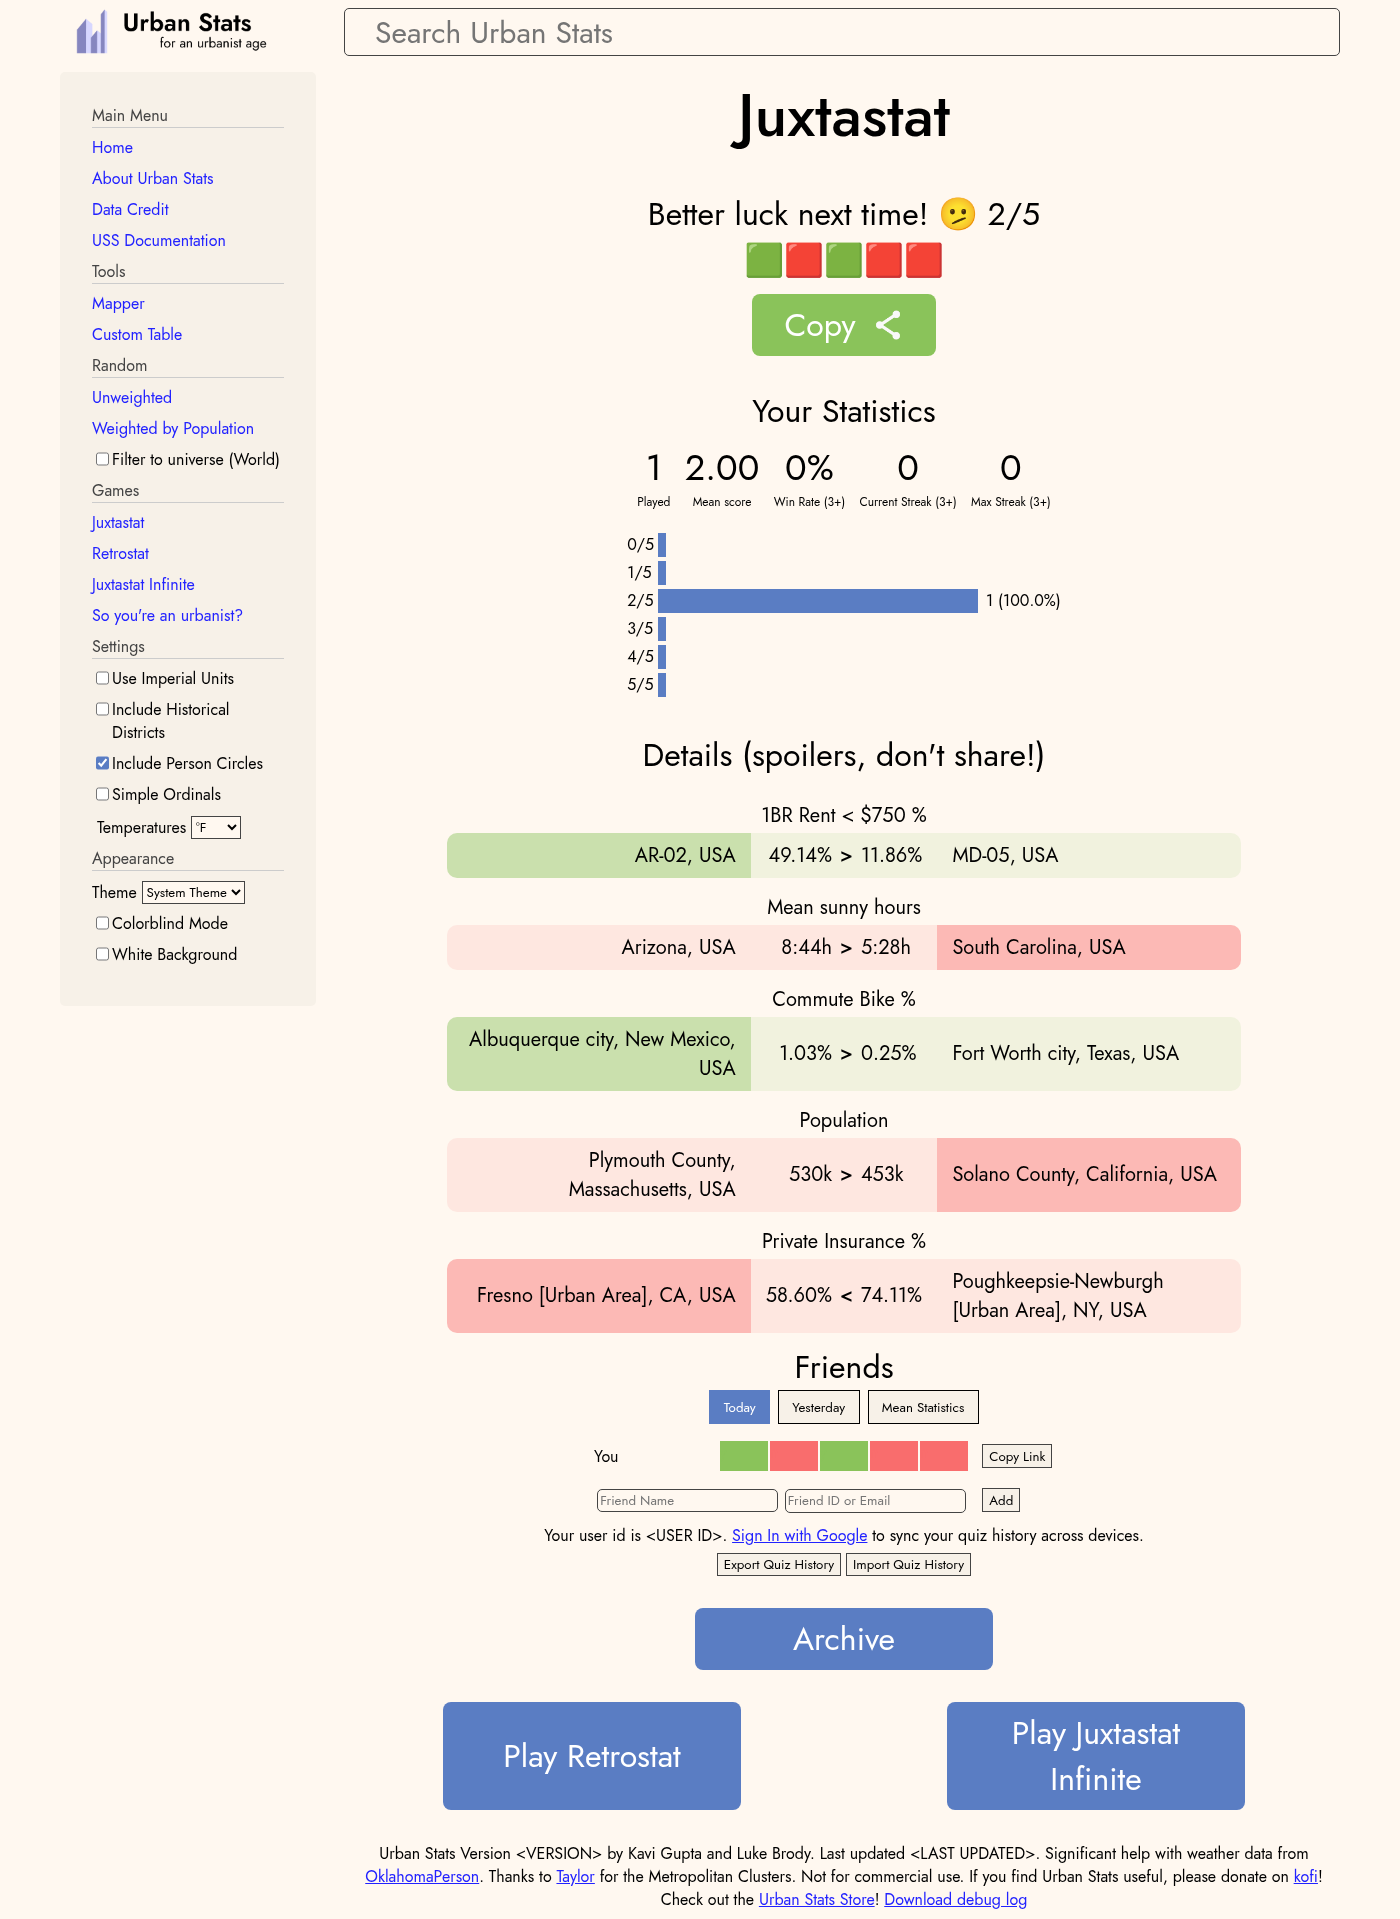 Urban Stats
for an urbanist age
Search Urban Stats
Main Menu
Home
About Urban Stats
Data Credit
USS Documentation
Tools
Mapper
Custom Table
Random
Unweighted
Weighted by Population
Filter to universe (World)
Games
Juxtastat
Retrostat
Juxtastat Infinite
So you're an urbanist?
Settings
Use Imperial Units
Include Historical
Districts
Include Person Circles
Simple Ordinals
Temperatures °F
Appearance
Theme System Theme
Colorblind Mode
White Background
Juxtastat
Better luck next time! 🫤 2/5
🟩🟥🟩🟥🟥
Copy
Your Statistics
1 2.00 0% 0 0
Played Mean score Win Rate (3+) Current Streak (3+) Max Streak (3+)
0/5
1/5
2/5 1 (100.0%)
3/5
4/5
5/5
Details (spoilers, don't share!)
1BR Rent < $750 %
AR-02, USA 49.14% > 11.86% MD-05, USA
Mean sunny hours
Arizona, USA 8:44h > 5:28h South Carolina, USA
Commute Bike %
Albuquerque city, New Mexico,
USA 1.03% > 0.25% Fort Worth city, Texas, USA
Population
Plymouth County,
Massachusetts, USA 530k > 453k Solano County, California, USA
Private Insurance %
Fresno [Urban Area], CA, USA 58.60% < 74.11% Poughkeepsie-Newburgh
[Urban Area], NY, USA
Friends
Today Yesterday Mean Statistics
You Copy Link
Friend Name Friend ID or Email Add
Your user id is <USER ID>. Sign In with Google to sync your quiz history across devices.
Export Quiz History Import Quiz History
Archive
Play Retrostat
Play Juxtastat
Infinite
Urban Stats Version <VERSION> by Kavi Gupta and Luke Brody. Last updated <LAST UPDATED>. Significant help with weather data from
OklahomaPerson. Thanks to Taylor for the Metropolitan Clusters. Not for commercial use. If you find Urban Stats useful, please donate on kofi!
Check out the Urban Stats Store! Download debug log